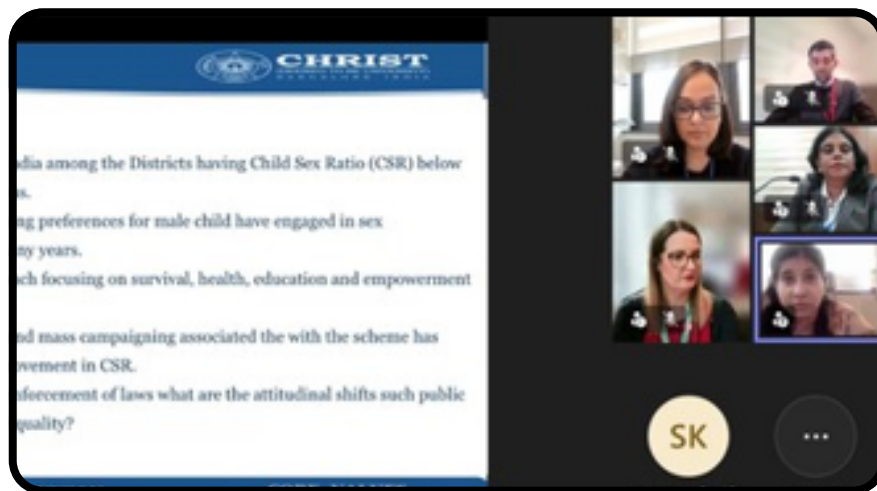 CHRIST
dia among the Districts having Child Sex Ratio (CSR) below
s.
ng preferences for male child have engaged in sex
ny years.
ch focusing on survival, health, education and empowerment
nd mass campaigning associated the with the scheme has
ovement in CSR.
nforcement of laws what are the attitudinal shifts such public
quality?
SK
...